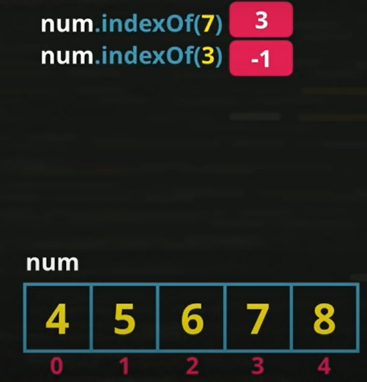 num.indexOf(7) 3
num.indexOf(3) -1
num
4 5 6 7 8
0 1 2 3 4